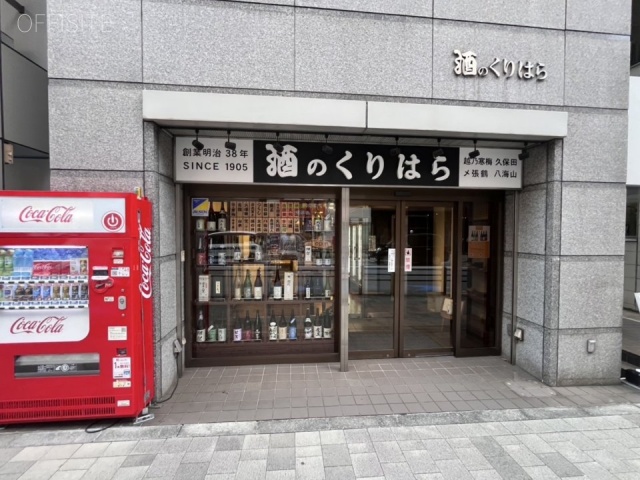 OFFISITE
酒のくりはら
創業明治38年
SINCE 1905
酒のくりはら
越乃寒梅 久保田
〆張鶴 八海山
Coca-Cola
Coca-Cola
Coca-Cola